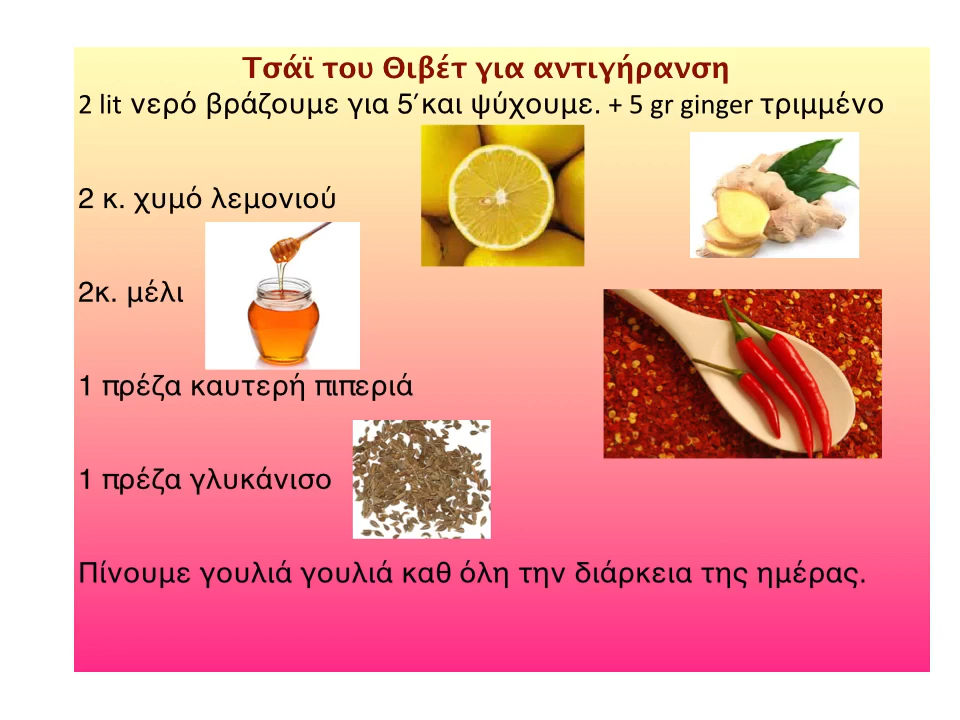 Τσάϊ του Θιβέτ για αντιγήρανση
2 lit νερό βράζουμε για 5΄και ψύχουμε. + 5 gr ginger τριμμένο
2 κ. χυμό λεμονιού
2κ. μέλι
1 πρέζα καυτερή πιπεριά
1 πρέζα γλυκάνισο
Πίνουμε γουλιά γουλιά καθ όλη την διάρκεια της ημέρας.